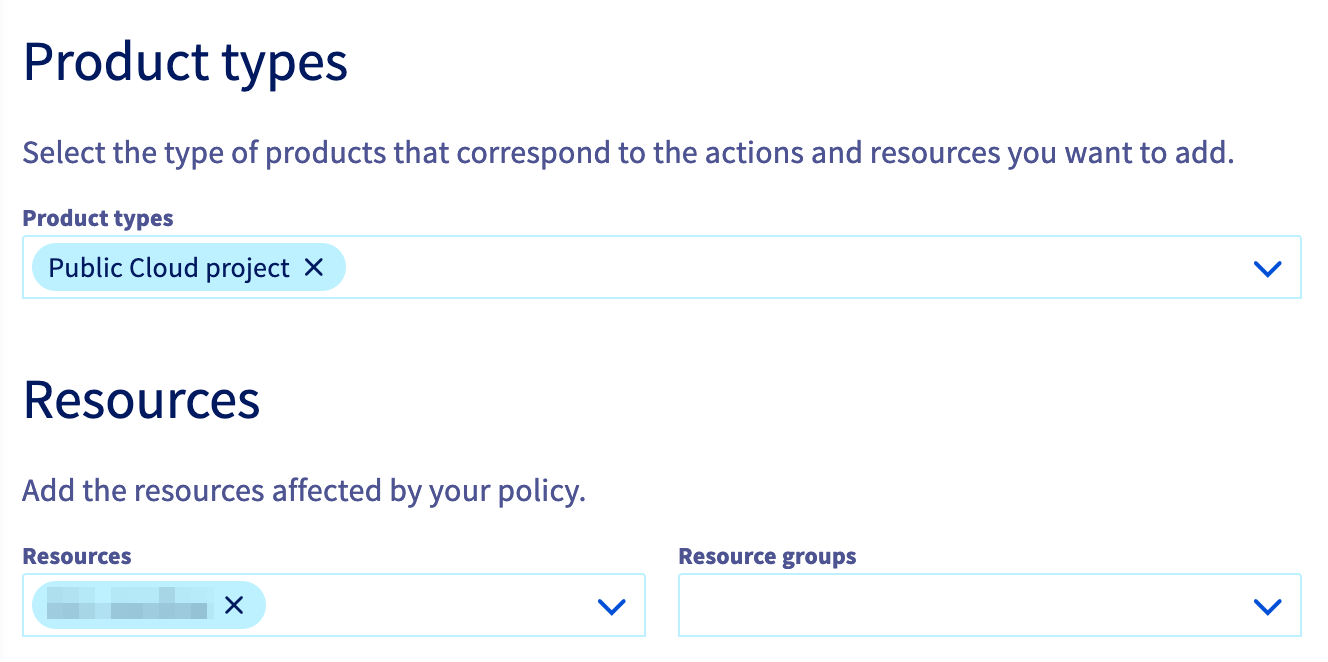 Product types
Select the type of products that correspond to the actions and resources you want to add.
Product types
Public Cloud project
Resources
Add the resources affected by your policy.
Resources
Resource groups